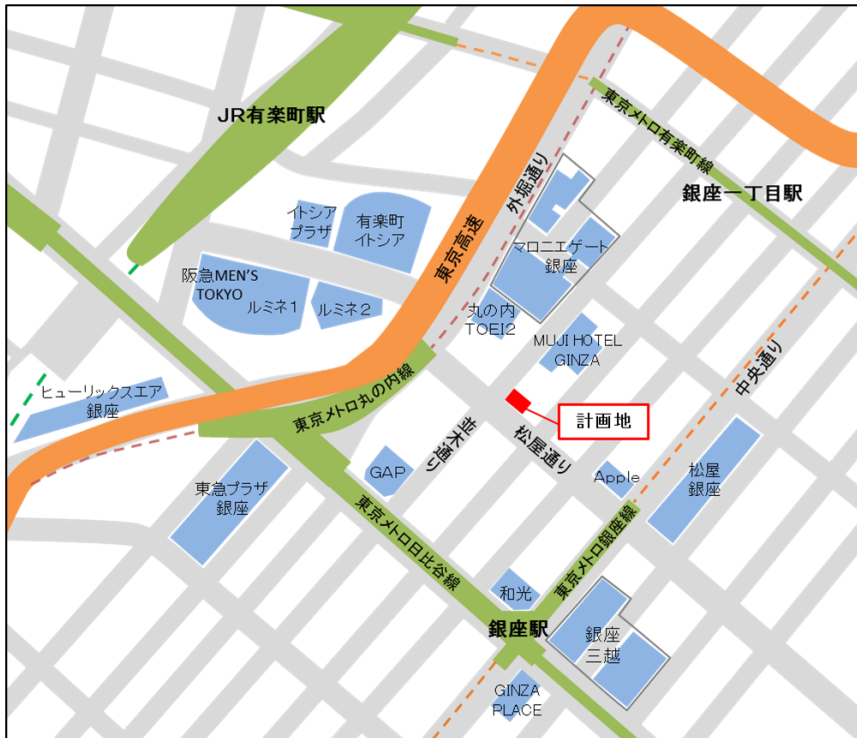 JR有楽町駅
東京メトロ有楽町線
銀座一丁目駅
外堀通り
イトシア
プラザ
有楽町
イトシア
東京高速
マロニエゲート
銀座
阪急MEN'S
TOKYO
ルミネ1
ルミネ2
丸の内
TOEI2
MUJI HOTEL
GINZA
中央通り
ヒューリックスエア
銀座
東京メトロ丸の内線
計画地
並木通り
松屋通り
GAP
Apple
松屋
銀座
東急プラザ
銀座
東京メトロ日比谷線
東京メトロ銀座線
和光
銀座駅
銀座
三越
GINZA
PLACE